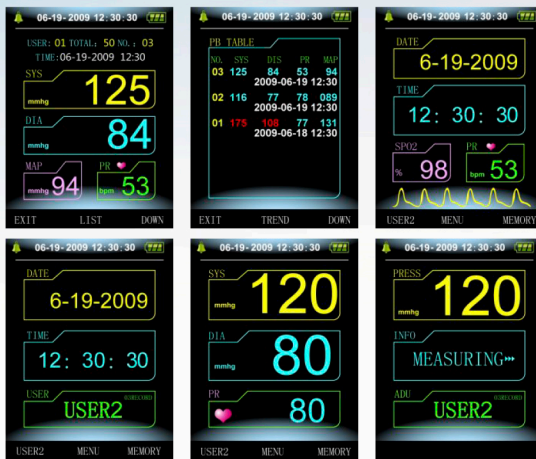 06-19-2009 12:30:30
USER: 01 TOTAL: 50 NO.: 03
TIME:06-19-2009 12:30
SYS
mmhg 125
DIA
mmhg 84
MAP PR
mmhg 94 bpm 53
EXIT LIST DOWN
06-19-2009 12:30:30
PB TABLE
NO. SYS DIS PR MAP
03 125 84 53 94
2009-06-19 12:30
02 116 77 78 089
2009-06-19 12:30
01 175 108 77 131
2009-06-18 12:30
EXIT TREND DOWN
06-19-2009 12:30:30
DATE
6-19-2009
TIME
12: 30: 30
SPO2 PR
% 98 bpm 53
USER2 MENU MEMORY
06-19-2009 12:30:30
DATE
6-19-2009
TIME
12: 30: 30
USER 03RECORD
USER2
USER2 MENU MEMORY
06-19-2009 12:30:30
SYS
mmhg 120
DIA
mmhg 80
PR
80
USER2 MENU MEMORY
06-19-2009 12:30:30
PRESS
mmhg 120
INFO
MEASURING
ADU 03RECORD
USER2